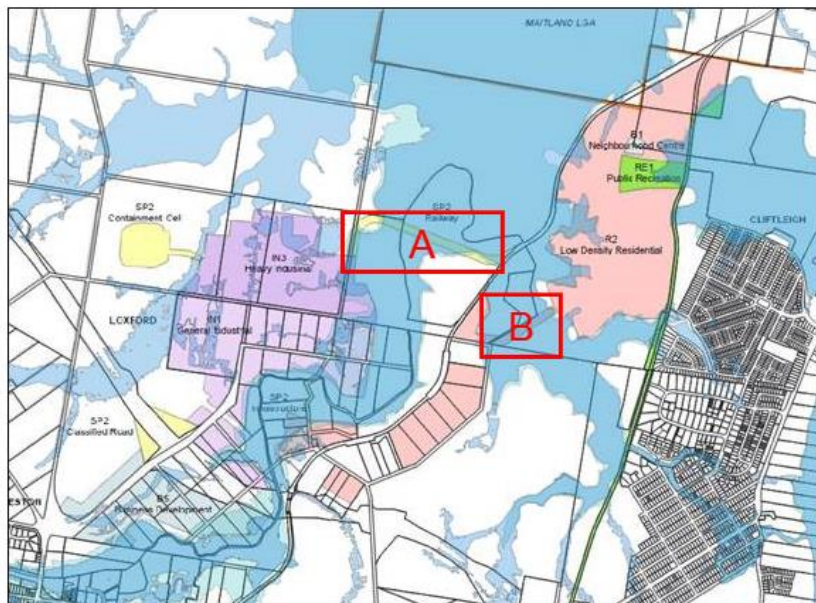 MAITLAND LGA
B1
Neighbourhood Centre
RE1
Public Recreation
SP2
Containment Cell
SP2
Railway
CLIFTLEIGH
A
R2
Low Density Residential
IN3
Heavy Industrial
B
LOXFORD
IN1
General Industrial
SP2
Infrastructure
SP2
Classified Road
B5
Business Development
ESTON